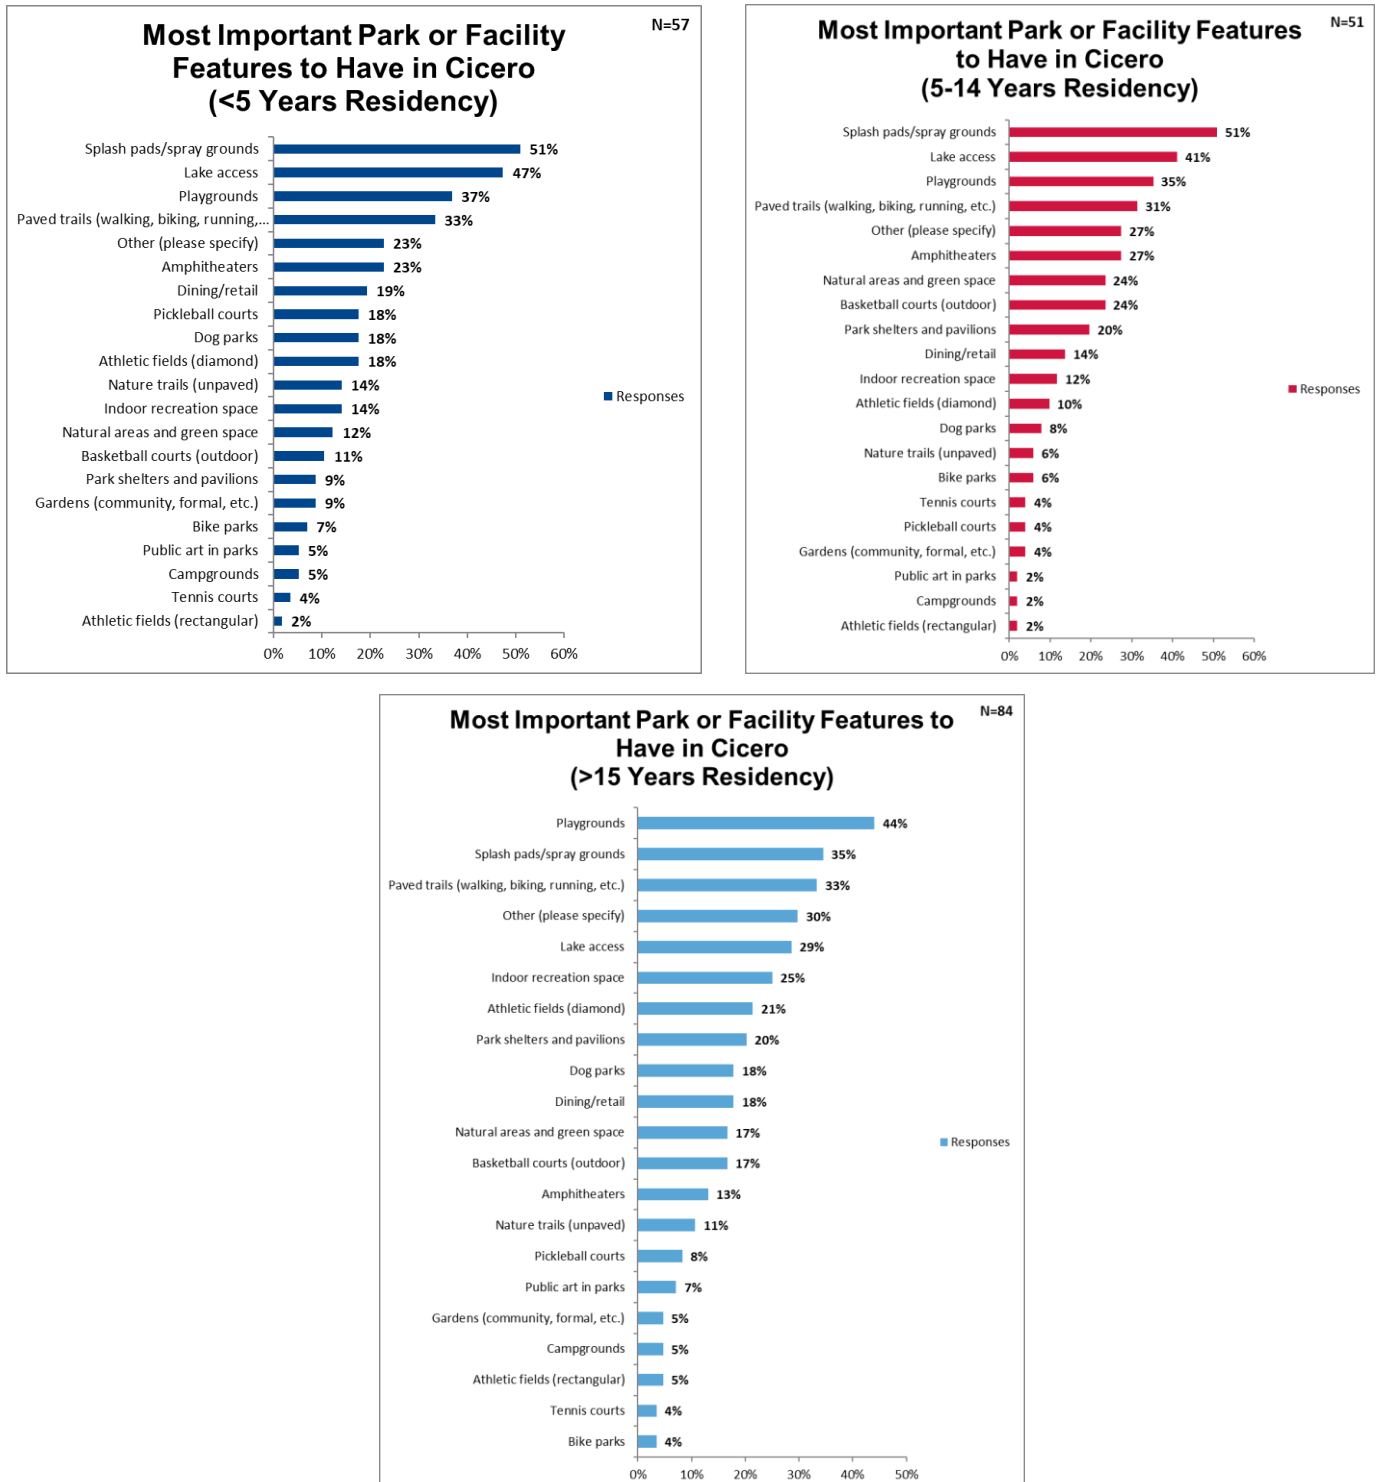 N=57
Most Important Park or Facility
Features to Have in Cicero
(<5 Years Residency)
Splash pads/spray grounds 51%
Lake access 47%
Playgrounds 37%
Paved trails (walking, biking, running,... 33%
Other (please specify) 23%
Amphitheaters 23%
Dining/retail 19%
Pickleball courts 18%
Dog parks 18%
Athletic fields (diamond) 18%
Nature trails (unpaved) 14%
Indoor recreation space 14%
Natural areas and green space 12%
Basketball courts (outdoor) 11%
Park shelters and pavilions 9%
Gardens (community, formal, etc.) 9%
Bike parks 7%
Public art in parks 5%
Campgrounds 5%
Tennis courts 4%
Athletic fields (rectangular) 2%
0% 10% 20% 30% 40% 50% 60%
Responses
N=51
Most Important Park or Facility Features
to Have in Cicero
(5-14 Years Residency)
Splash pads/spray grounds 51%
Lake access 41%
Playgrounds 35%
Paved trails (walking, biking, running, etc.) 31%
Other (please specify) 27%
Amphitheaters 27%
Natural areas and green space 24%
Basketball courts (outdoor) 24%
Park shelters and pavilions 20%
Dining/retail 14%
Indoor recreation space 12%
Athletic fields (diamond) 10%
Dog parks 8%
Nature trails (unpaved) 6%
Bike parks 6%
Tennis courts 4%
Pickleball courts 4%
Gardens (community, formal, etc.) 4%
Public art in parks 2%
Campgrounds 2%
Athletic fields (rectangular) 2%
0% 10% 20% 30% 40% 50% 60%
Responses
N=84
Most Important Park or Facility Features to
Have in Cicero
(>15 Years Residency)
Playgrounds 44%
Splash pads/spray grounds 35%
Paved trails (walking, biking, running, etc.) 33%
Other (please specify) 30%
Lake access 29%
Indoor recreation space 25%
Athletic fields (diamond) 21%
Park shelters and pavilions 20%
Dog parks 18%
Dining/retail 18%
Natural areas and green space 17%
Basketball courts (outdoor) 17%
Amphitheaters 13%
Nature trails (unpaved) 11%
Pickleball courts 8%
Public art in parks 7%
Gardens (community, formal, etc.) 5%
Campgrounds 5%
Athletic fields (rectangular) 5%
Tennis courts 4%
Bike parks 4%
0% 10% 20% 30% 40% 50%
Responses